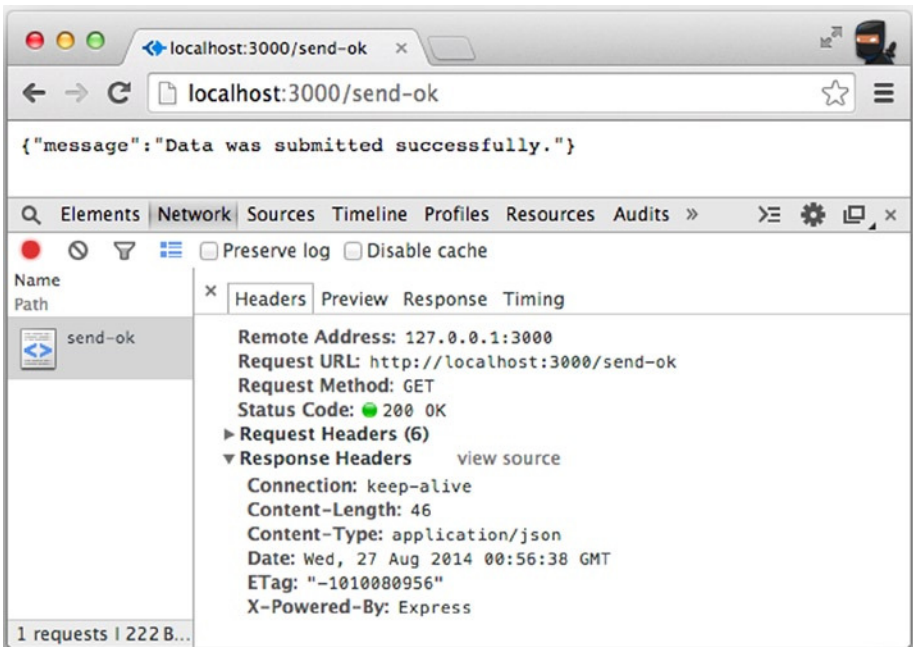 localhost:3000/send-ok ×
localhost:3000/send-ok
{"message":"Data was submitted successfully."}
Elements Network Sources Timeline Profiles Resources Audits » ×
Preserve log Disable cache
Name
Path
× Headers Preview Response Timing
send-ok
Remote Address: 127.0.0.1:3000
Request URL: http://localhost:3000/send-ok
Request Method: GET
Status Code: 200 OK
Request Headers (6)
Response Headers view source
Connection: keep-alive
Content-Length: 46
Content-Type: application/json
Date: Wed, 27 Aug 2014 00:56:38 GMT
ETag: "-1010080956"
X-Powered-By: Express
1 requests | 222 B...